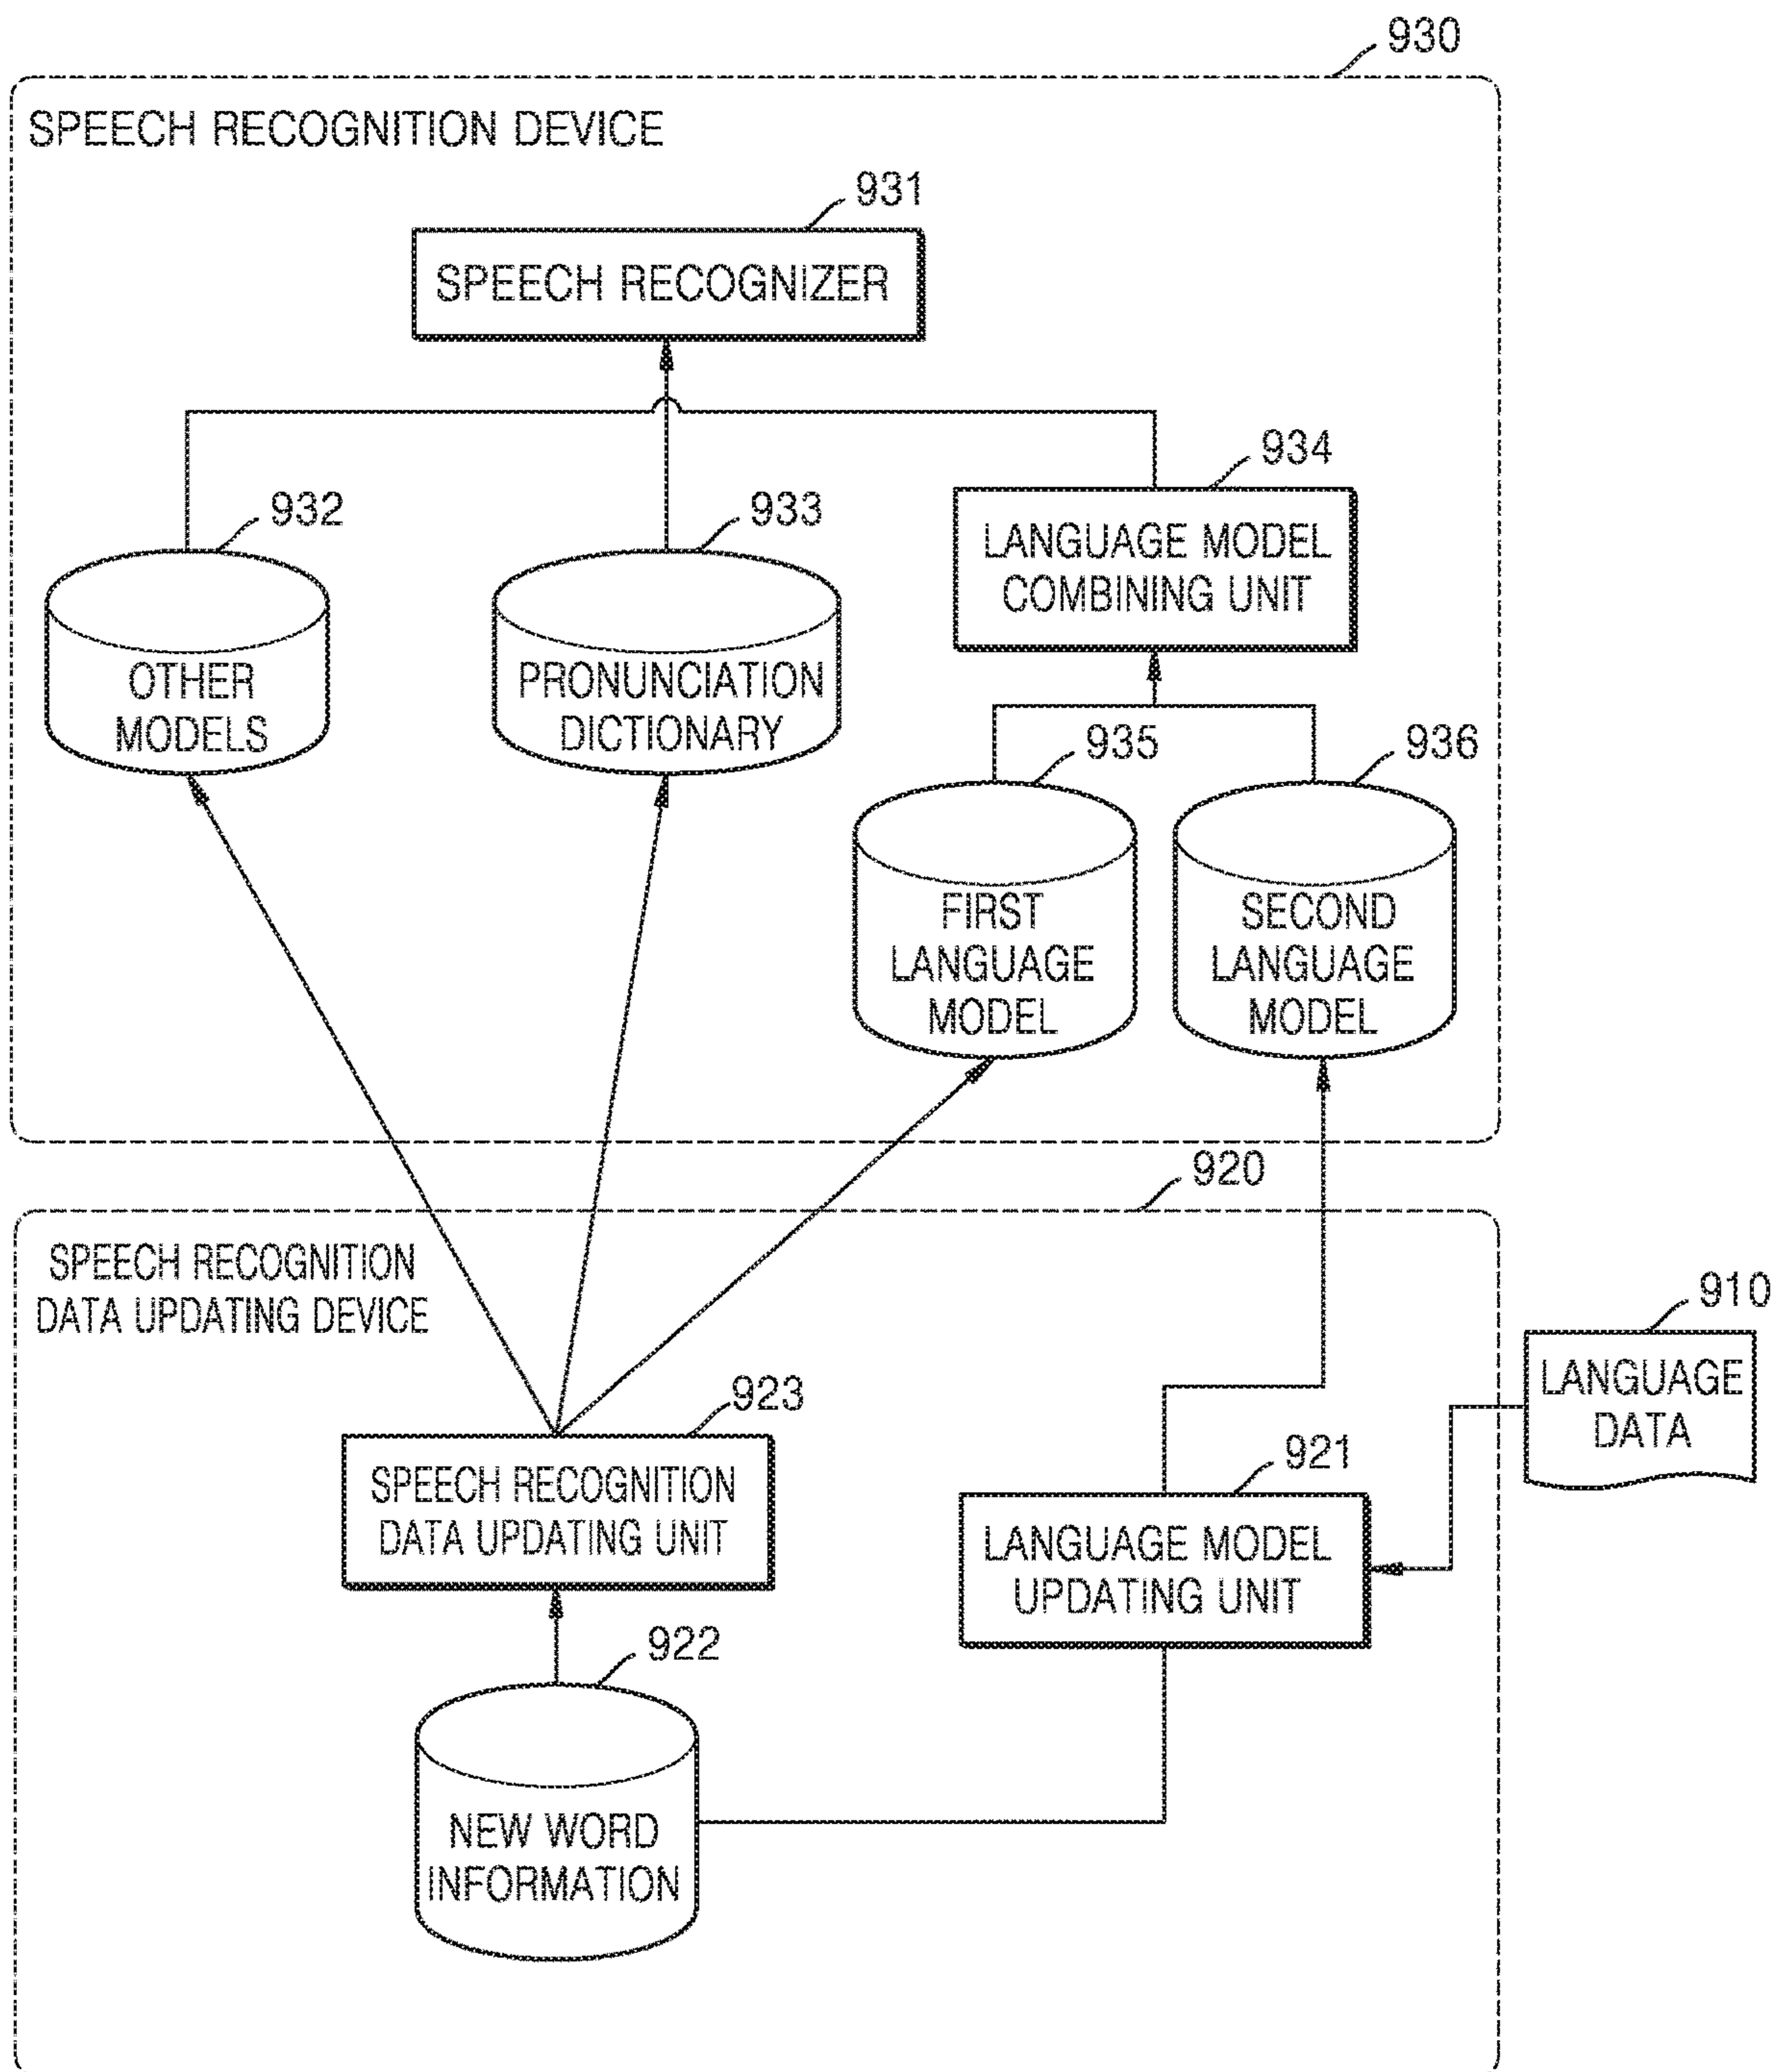 930
SPEECH RECOGNITION DEVICE
931
SPEECH RECOGNIZER
934
932
933
LANGUAGE MODEL
COMBINING UNIT
OTHER
MODELS
PRONUNCIATION
DICTIONARY
935
936
FIRST
LANGUAGE
MODEL
SECOND
LANGUAGE
MODEL
920
SPEECH RECOGNITION
DATA UPDATING DEVICE
910
LANGUAGE
DATA
923
SPEECH RECOGNITION
DATA UPDATING UNIT
921
LANGUAGE MODEL
UPDATING UNIT
922
NEW WORD
INFORMATION